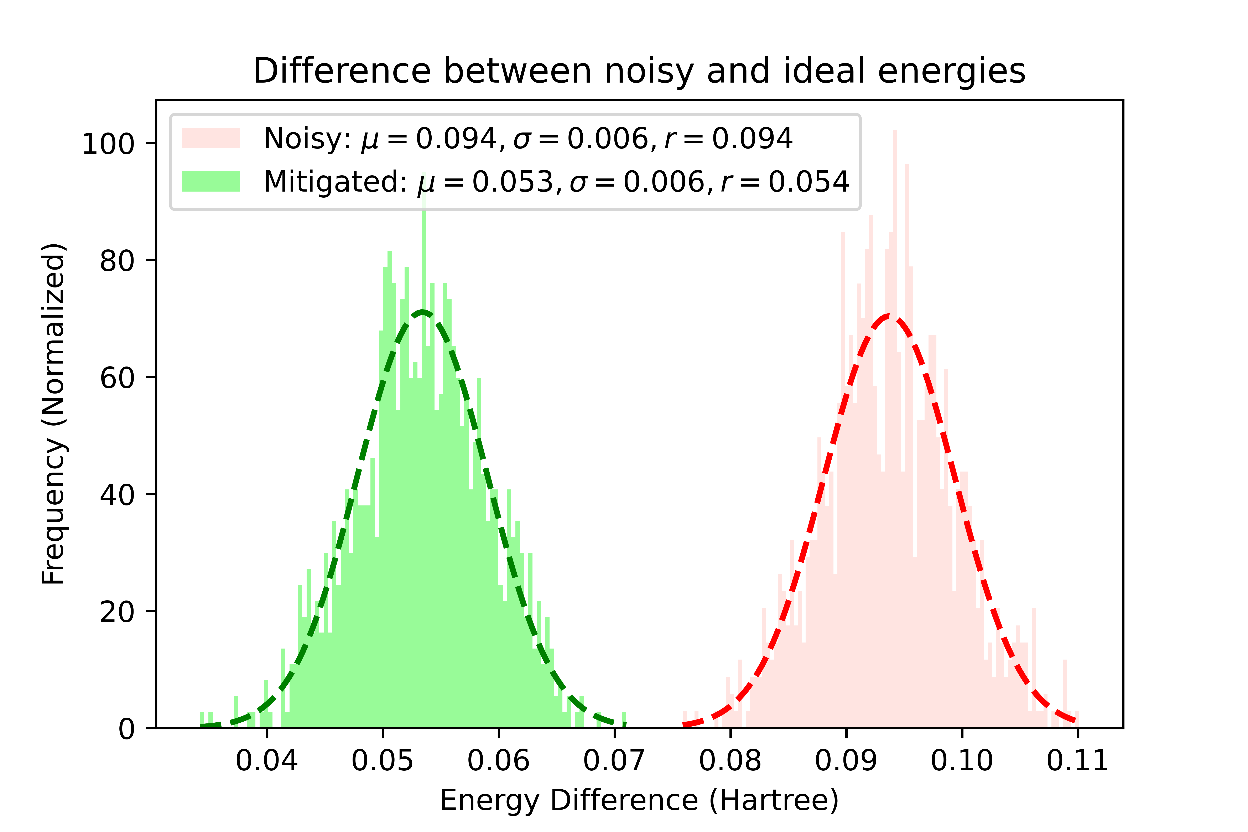 Difference between noisy and ideal energies
Noisy: μ = 0.094, σ = 0.006, r = 0.094
Mitigated: μ = 0.053, σ = 0.006, r = 0.054
100
80
60
40
20
0
Frequency (Normalized)
0.04 0.05 0.06 0.07 0.08 0.09 0.10 0.11
Energy Difference (Hartree)